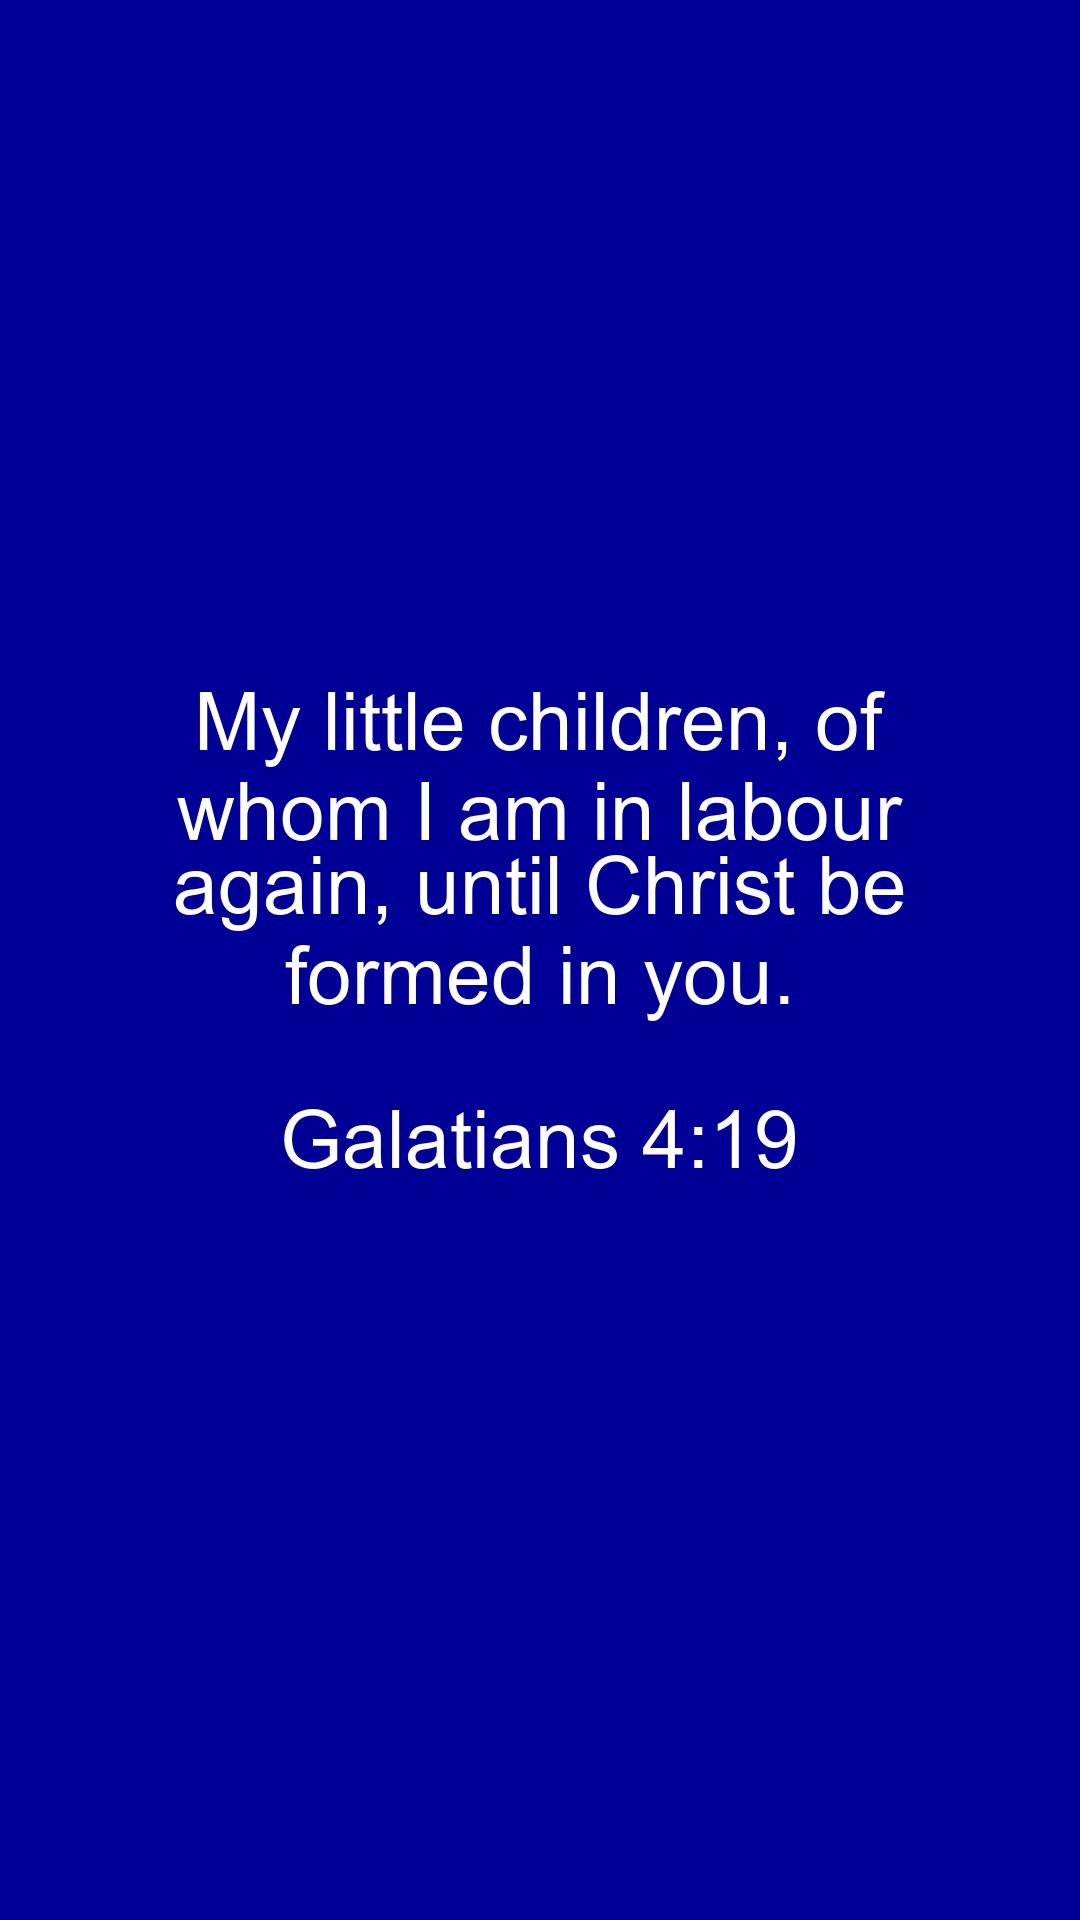 My little children, of
whom I am in labour
again, until Christ be
formed in you.
Galatians 4:19